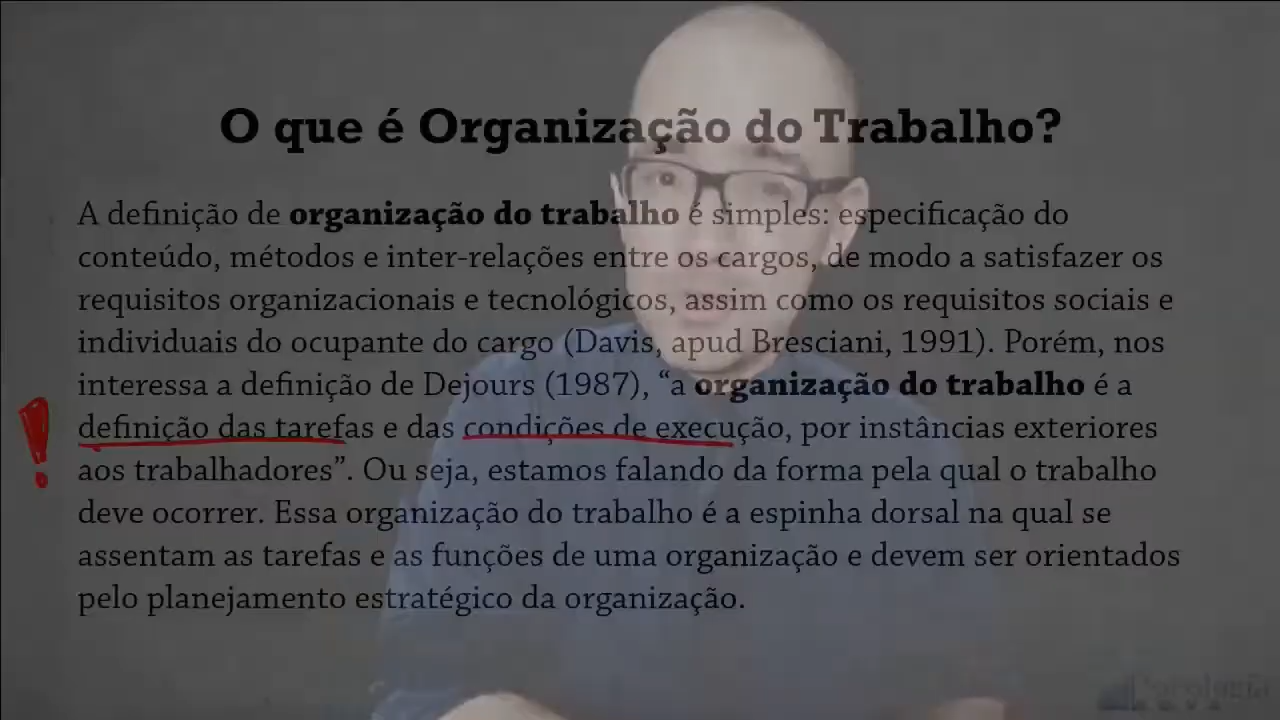 O que é Organização do Trabalho?
A definição de organização do trabalho é simples: especificação do
conteúdo, métodos e inter-relações entre os cargos, de modo a satisfazer os
requisitos organizacionais e tecnológicos, assim como os requisitos sociais e
individuais do ocupante do cargo (Davis, apud Bresciani, 1991). Porém, nos
interessa a definição de Dejours (1987), “a organização do trabalho é a
definição das tarefas e das condições de execução, por instâncias exteriores
aos trabalhadores”. Ou seja, estamos falando da forma pela qual o trabalho
deve ocorrer. Essa organização do trabalho é a espinha dorsal na qual se
assentam as tarefas e as funções de uma organização e devem ser orientados
pelo planejamento estratégico da organização.